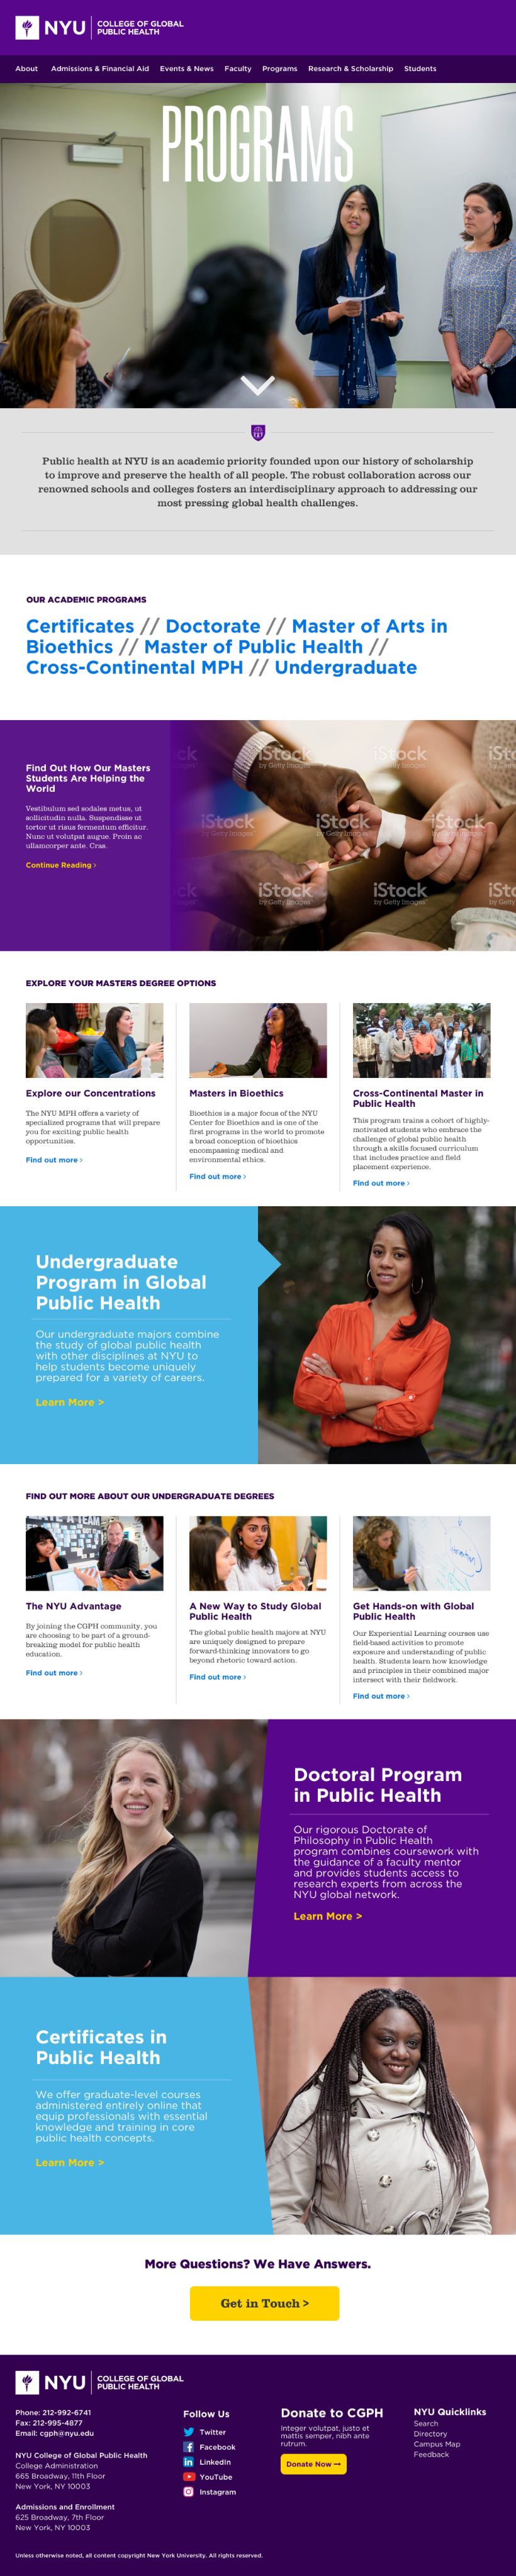 NYU
COLLEGE OF GLOBAL
PUBLIC HEALTH
About Admissions & Financial Aid Events & News Faculty Programs Research & Scholarship Students
PROGRAMS
Public health at NYU is an academic priority founded upon our history of scholarship
to improve and preserve the health of all people. The robust collaboration across our
renowned schools and colleges fosters an interdisciplinary approach to addressing our
most pressing global health challenges.
OUR ACADEMIC PROGRAMS
Certificates // Doctorate // Master of Arts in
Bioethics // Master of Public Health //
Cross-Continental MPH // Undergraduate
Find Out How Our Masters
Students Are Helping the
World
Vestibulum sed sodales metus, ut
sollicitudin nulla. Suspendisse ut
tortor ut risus fermentum efficitur.
Nunc ut volutpat augue. Proin ac
ullamcorper ante. Cras.
Continue Reading >
iStock
by Getty Images
iStock
by Getty Images
iStock
by Getty Images
iStock
by Getty Images
iStock
by Getty Images
iStock
by Getty Images
iStock
by Getty Images
EXPLORE YOUR MASTERS DEGREE OPTIONS
Explore our Concentrations
The NYU MPH offers a variety of
specialized programs that will prepare
you for exciting public health
opportunities.
Find out more >
Masters in Bioethics
Bioethics is a major focus of the NYU
Center for Bioethics and is one of the
first programs in the world to promote
a broad conception of bioethics
encompassing medical and
environmental ethics.
Find out more >
Cross-Continental Master in
Public Health
This program trains a cohort of highly-
motivated students who embrace the
challenge of global public health
through a skills focused curriculum
that includes practice and field
placement experience.
Find out more >
Undergraduate
Program in Global
Public Health
Our undergraduate majors combine
the study of global public health
with other disciplines at NYU to
help students become uniquely
prepared for a variety of careers.
Learn More >
FIND OUT MORE ABOUT OUR UNDERGRADUATE DEGREES
The NYU Advantage
By joining the CGPH community, you
are choosing to be part of a ground-
breaking model for public health
education.
Find out more >
A New Way to Study Global
Public Health
The global public health majors at NYU
are uniquely designed to prepare
forward-thinking innovators to go
beyond rhetoric toward action.
Find out more >
Get Hands-on with Global
Public Health
Our Experiential Learning courses use
field-based activities to promote
exposure and understanding of public
health. Students learn how knowledge
and principles in their combined major
intersect with their fieldwork.
Find out more >
Doctoral Program
in Public Health
Our rigorous Doctorate of
Philosophy in Public Health
program combines coursework with
the guidance of a faculty mentor
and provides students access to
research experts from across the
NYU global network.
Learn More >
Certificates in
Public Health
We offer graduate-level courses
administered entirely online that
equip professionals with essential
knowledge and training in core
public health concepts.
Learn More >
More Questions? We Have Answers.
Get in Touch >
NYU
COLLEGE OF GLOBAL
PUBLIC HEALTH
Phone: 212-992-6741
Fax: 212-995-4877
Email: cgph@nyu.edu
NYU College of Global Public Health
College Administration
665 Broadway, 11th Floor
New York, NY 10003
Admissions and Enrollment
625 Broadway, 7th Floor
New York, NY 10003
Follow Us
Twitter
Facebook
LinkedIn
YouTube
Instagram
Donate to CGPH
Integer volutpat, justo et
mattis semper, nibh ante
rutrum.
Donate Now →
NYU Quicklinks
Search
Directory
Campus Map
Feedback
Unless otherwise noted, all content copyright New York University. All rights reserved.